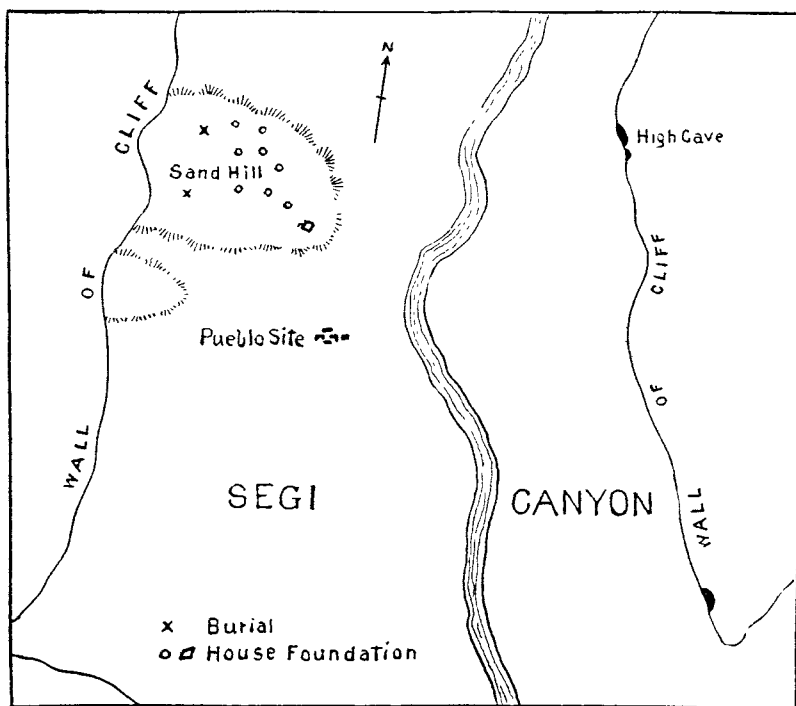 N
WALL OF CLIFF
Sand Hill
High Cave
Pueblo Site
WALL OF CLIFF
SEGI CANYON
x Burial
House Foundation